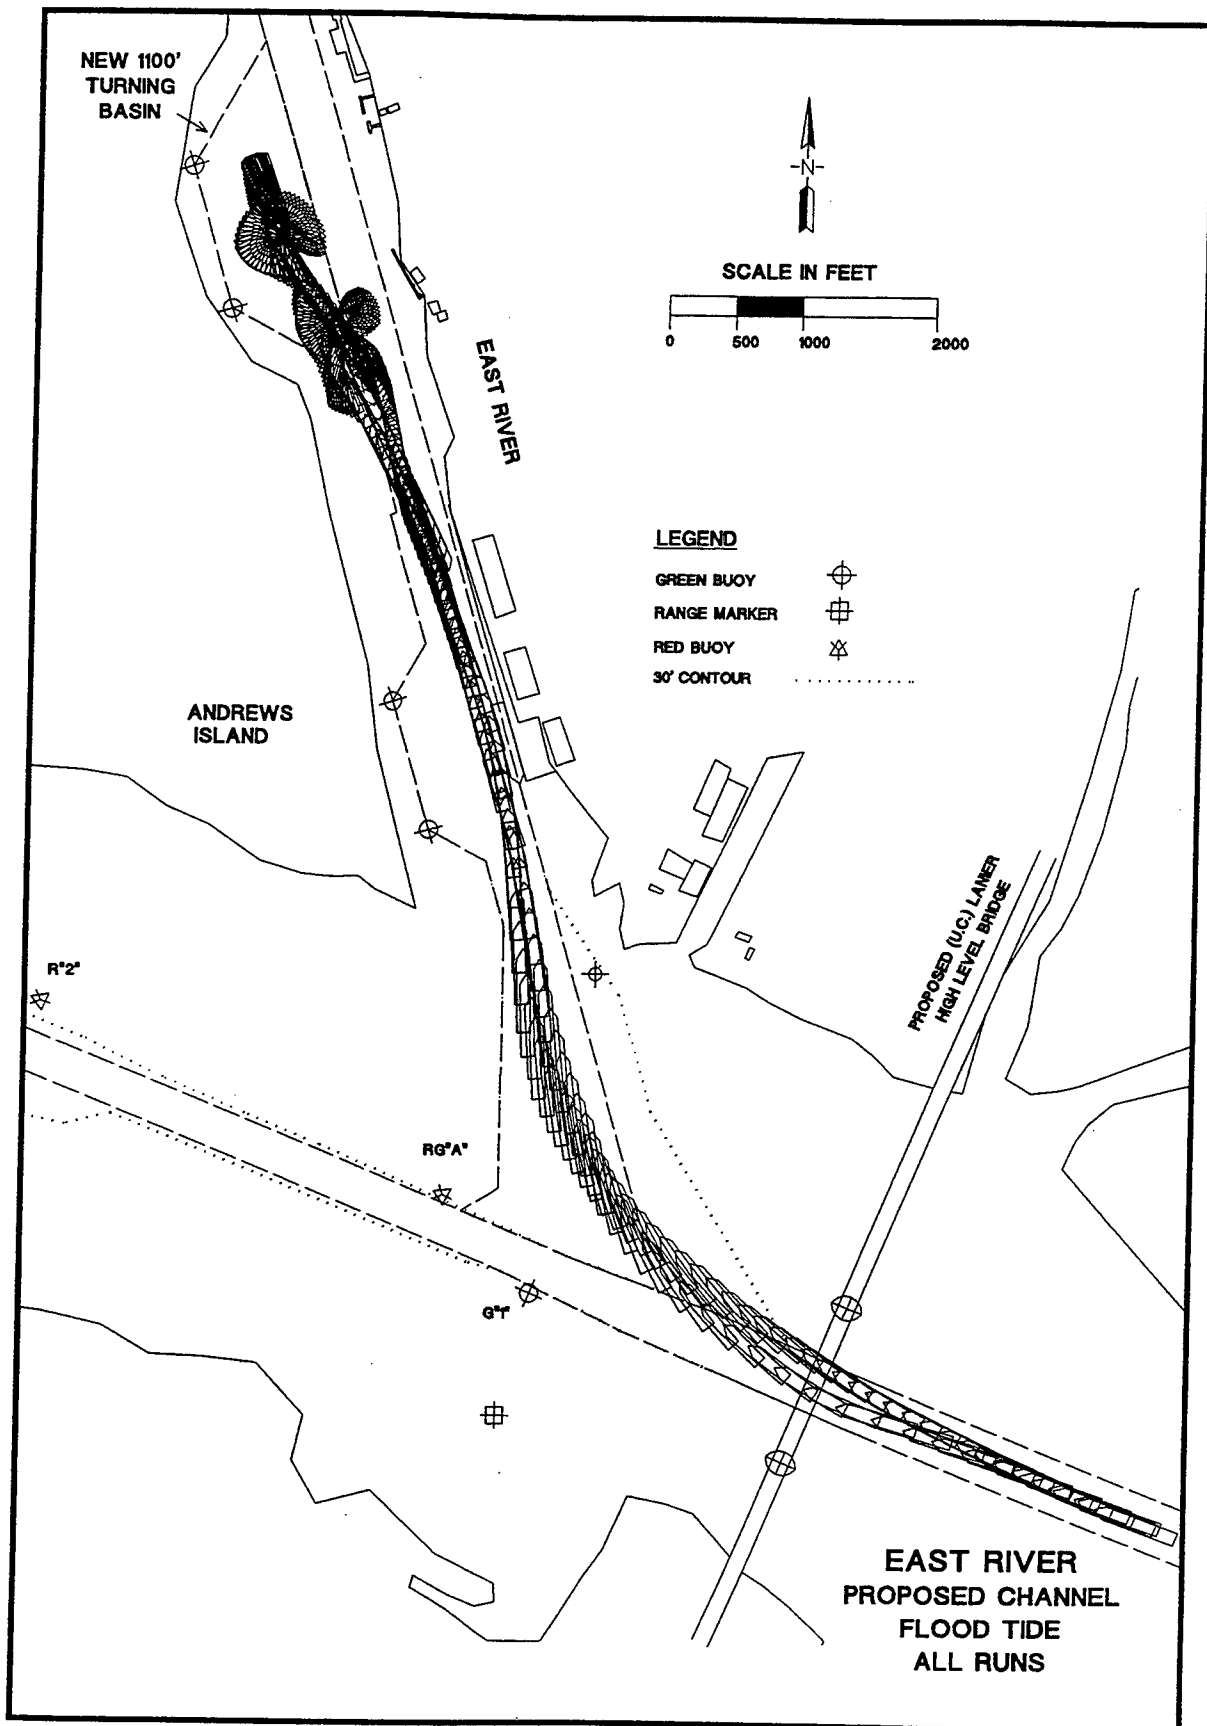 NEW 1100'
TURNING
BASIN
-N-
SCALE IN FEET
0 500 1000 2000
EAST RIVER
LEGEND
GREEN BUOY
RANGE MARKER
RED BUOY
30' CONTOUR
ANDREWS
ISLAND
PROPOSED (U.C.) LANIER
HIGH LEVEL BRIDGE
R"2"
RG"A"
G"1"
EAST RIVER
PROPOSED CHANNEL
FLOOD TIDE
ALL RUNS